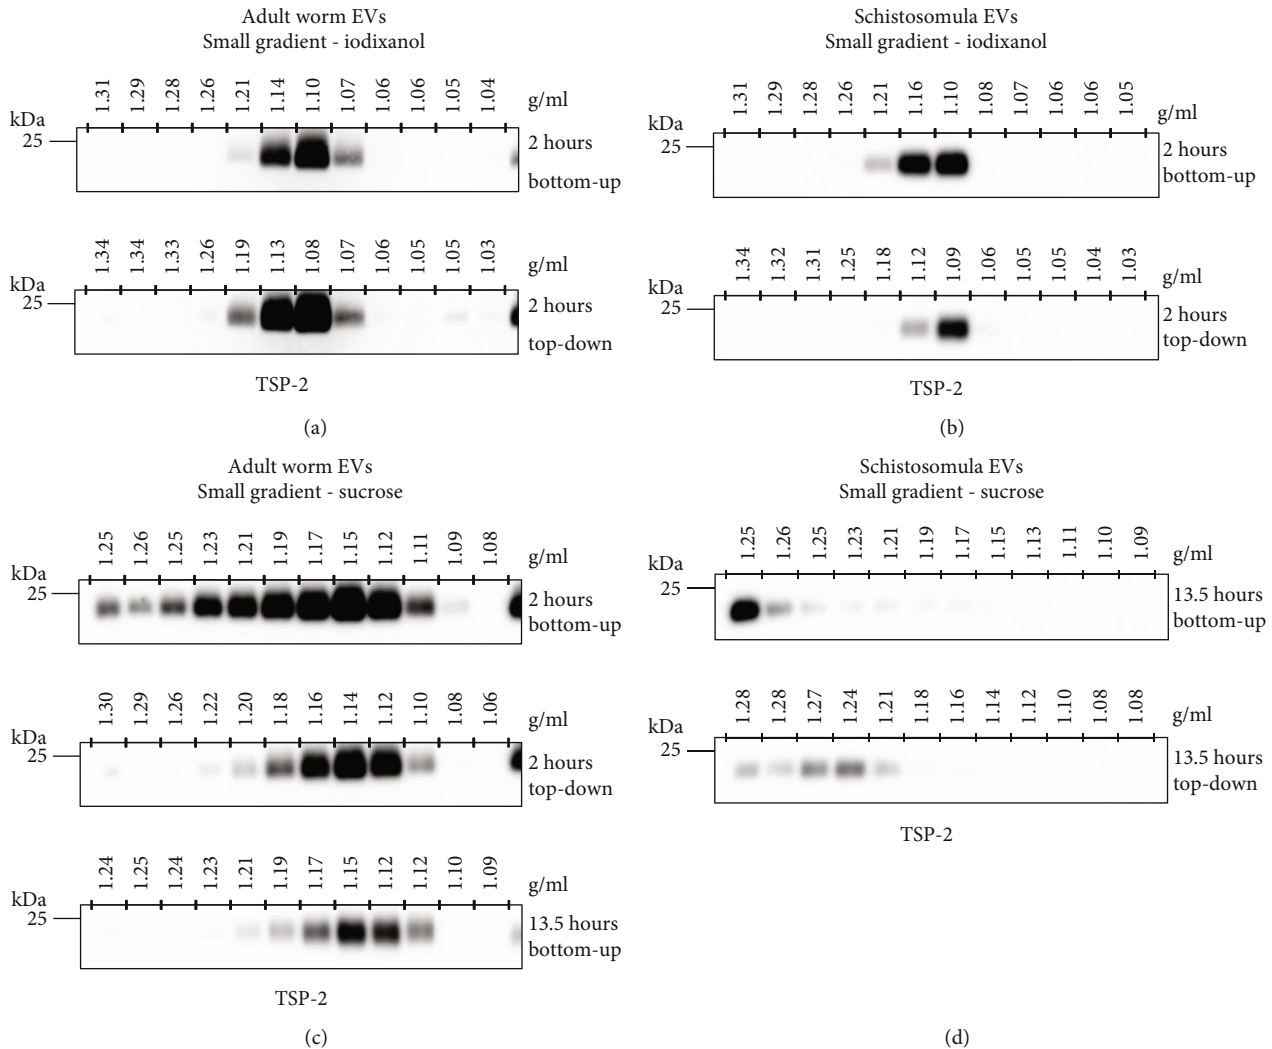 Adult worm EVs
Small gradient - iodixanol
1.31 1.29 1.28 1.26 1.21 1.14 1.10 1.07 1.06 1.06 1.05 1.04 g/ml
kDa
25
2 hours
bottom-up
1.34 1.34 1.33 1.26 1.19 1.13 1.08 1.07 1.06 1.05 1.05 1.03 g/ml
kDa
25
2 hours
top-down
TSP-2
(a)
Schistosomula EVs
Small gradient - iodixanol
1.31 1.29 1.28 1.26 1.21 1.16 1.10 1.08 1.07 1.06 1.06 1.05 g/ml
kDa
25
2 hours
bottom-up
1.34 1.32 1.31 1.25 1.18 1.12 1.09 1.06 1.05 1.05 1.04 1.03 g/ml
kDa
25
2 hours
top-down
TSP-2
(b)
Adult worm EVs
Small gradient - sucrose
1.25 1.26 1.25 1.23 1.21 1.19 1.17 1.15 1.12 1.11 1.09 1.08 g/ml
kDa
25
2 hours
bottom-up
1.30 1.29 1.26 1.22 1.20 1.18 1.16 1.14 1.12 1.10 1.08 1.06 g/ml
kDa
25
2 hours
top-down
1.24 1.25 1.24 1.23 1.21 1.19 1.17 1.15 1.12 1.12 1.10 1.09 g/ml
kDa
25
13.5 hours
bottom-up
TSP-2
(c)
Schistosomula EVs
Small gradient - sucrose
1.25 1.26 1.25 1.23 1.21 1.19 1.17 1.15 1.13 1.11 1.10 1.09 g/ml
kDa
25
13.5 hours
bottom-up
1.28 1.28 1.27 1.24 1.21 1.18 1.16 1.14 1.12 1.10 1.08 1.08 g/ml
kDa
25
13.5 hours
top-down
TSP-2
(d)